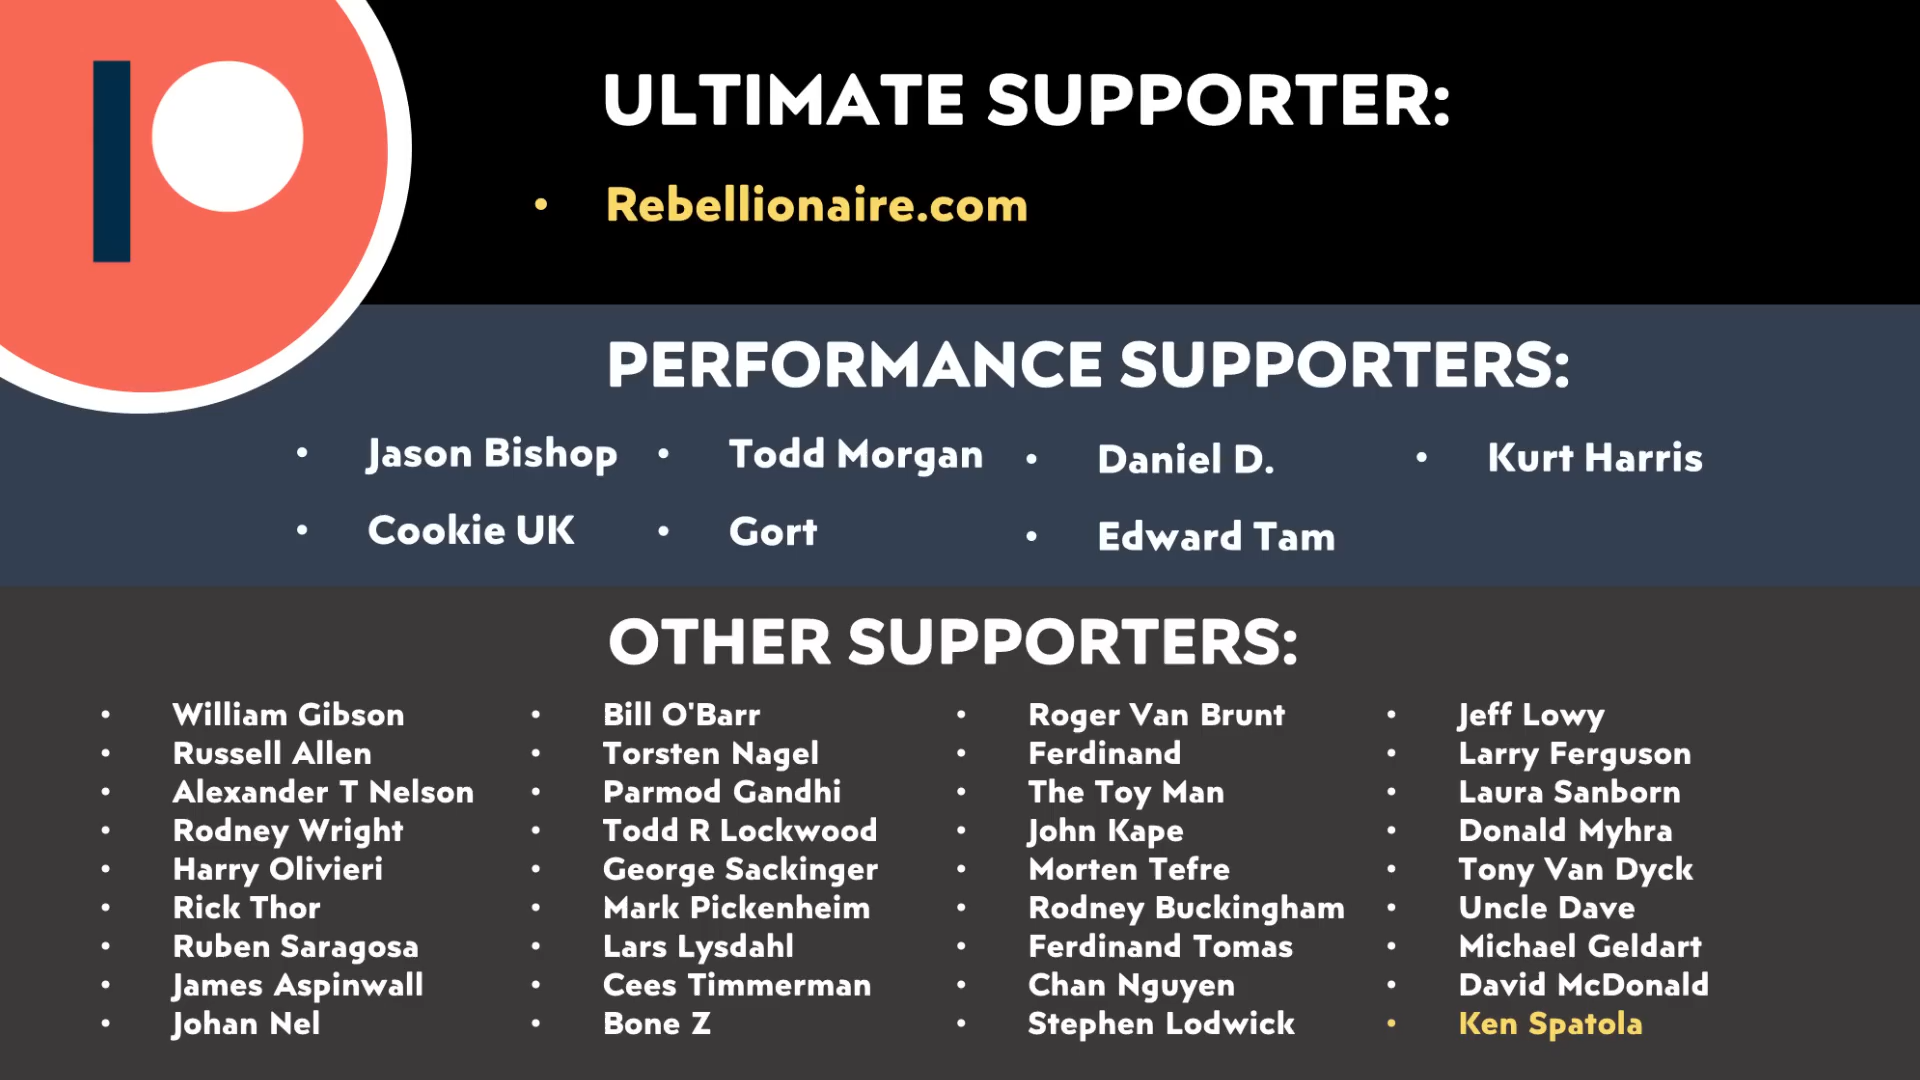 ULTIMATE SUPPORTER:
• Rebellionaire.com
PERFORMANCE SUPPORTERS:
• Jason Bishop
• Cookie UK
• Todd Morgan
• Gort
• Daniel D.
• Edward Tam
• Kurt Harris
OTHER SUPPORTERS:
• William Gibson
• Russell Allen
• Alexander T Nelson
• Rodney Wright
• Harry Olivieri
• Rick Thor
• Ruben Saragosa
• James Aspinwall
• Johan Nel
• Bill O'Barr
• Torsten Nagel
• Parmod Gandhi
• Todd R Lockwood
• George Sackinger
• Mark Pickenheim
• Lars Lysdahl
• Cees Timmerman
• Bone Z
• Roger Van Brunt
• Ferdinand
• The Toy Man
• John Kape
• Morten Tefre
• Rodney Buckingham
• Ferdinand Tomas
• Chan Nguyen
• Stephen Lodwick
• Jeff Lowy
• Larry Ferguson
• Laura Sanborn
• Donald Myhra
• Tony Van Dyck
• Uncle Dave
• Michael Geldart
• David McDonald
• Ken Spatola